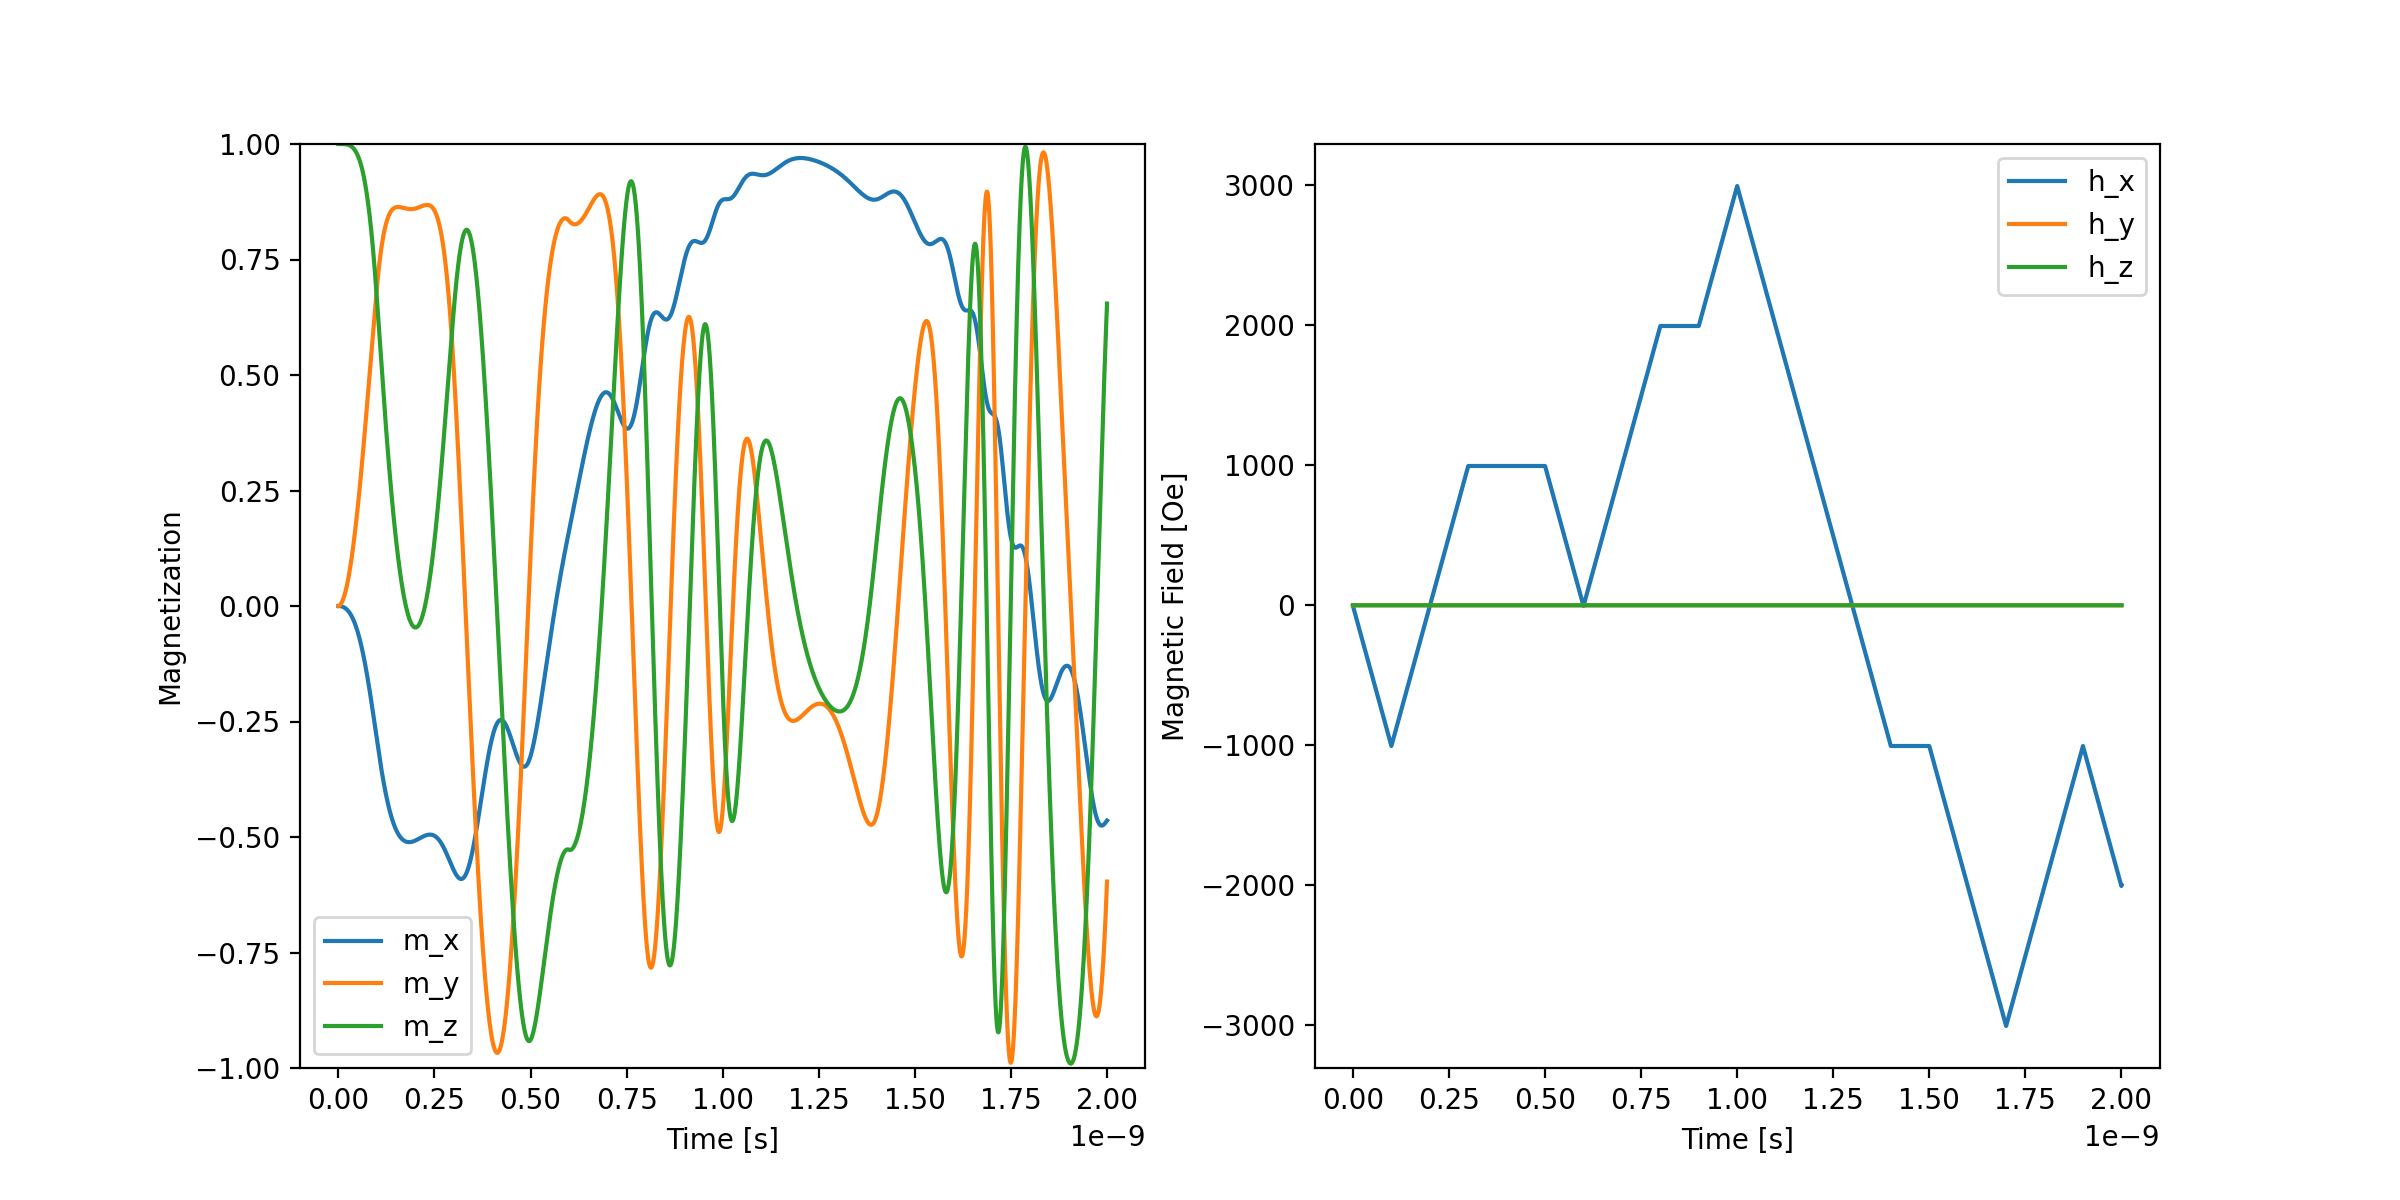 Magnetization
1.00
0.75
0.50
0.25
0.00
−0.25
−0.50
−0.75
−1.00
m_x
m_y
m_z
0.00 0.25 0.50 0.75 1.00 1.25 1.50 1.75 2.00
Time [s]
1e−9
Magnetic Field [Oe]
3000
2000
1000
0
−1000
−2000
−3000
h_x
h_y
h_z
0.00 0.25 0.50 0.75 1.00 1.25 1.50 1.75 2.00
Time [s]
1e−9